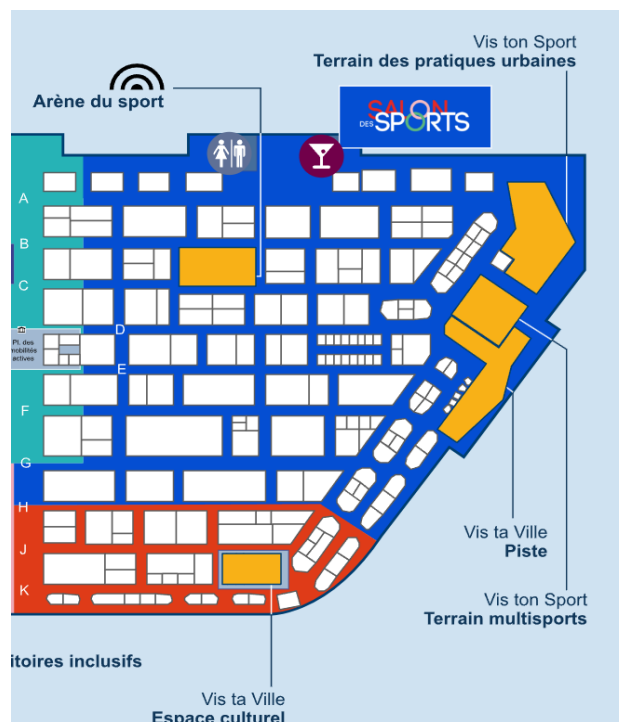 Vis ton Sport
Terrain des pratiques urbaines
Arène du sport
SALON
DES SPORTS
A
B
C
D
Pl. des
mobilités
actives
E
F
G
H
J
K
Vis ta Ville
Piste
Vis ton Sport
Terrain multisports
itoires inclusifs
Vis ta Ville
Espace culturel